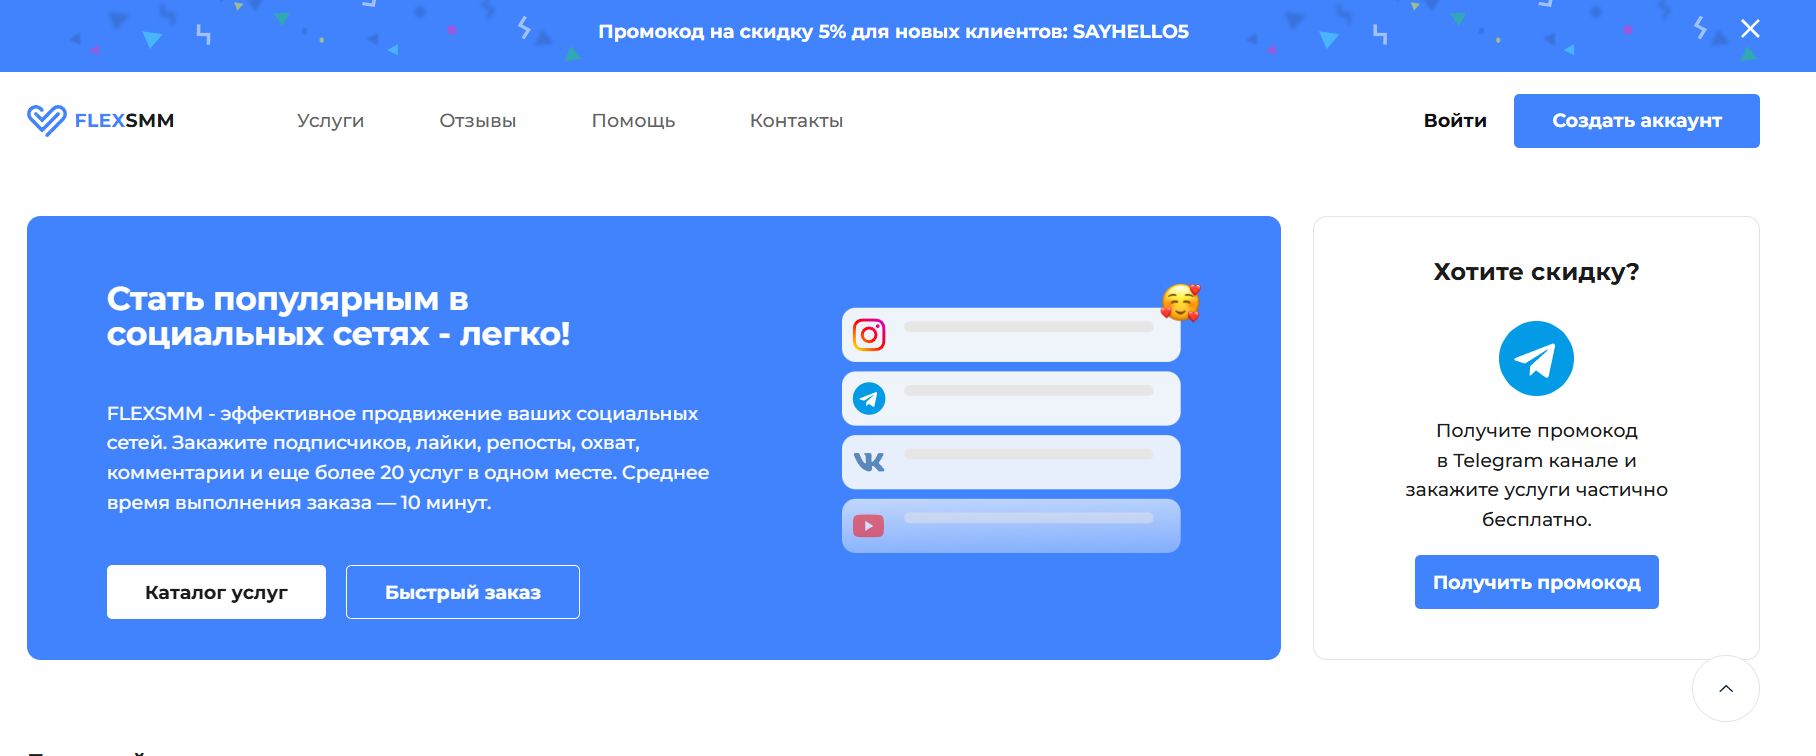 Промокод на скидку 5% для новых клиентов: SAYHELLO5
FLEXSMM
Услуги
Отзывы
Помощь
Контакты
Войти
Создать аккаунт
Стать популярным в
социальных сетях - легко!
FLEXSMM - эффективное продвижение ваших социальных
сетей. Закажите подписчиков, лайки, репосты, охват,
комментарии и еще более 20 услуг в одном месте. Среднее
время выполнения заказа — 10 минут.
Каталог услуг
Быстрый заказ
Хотите скидку?
Получите промокод
в Telegram канале и
закажите услуги частично
бесплатно.
Получить промокод